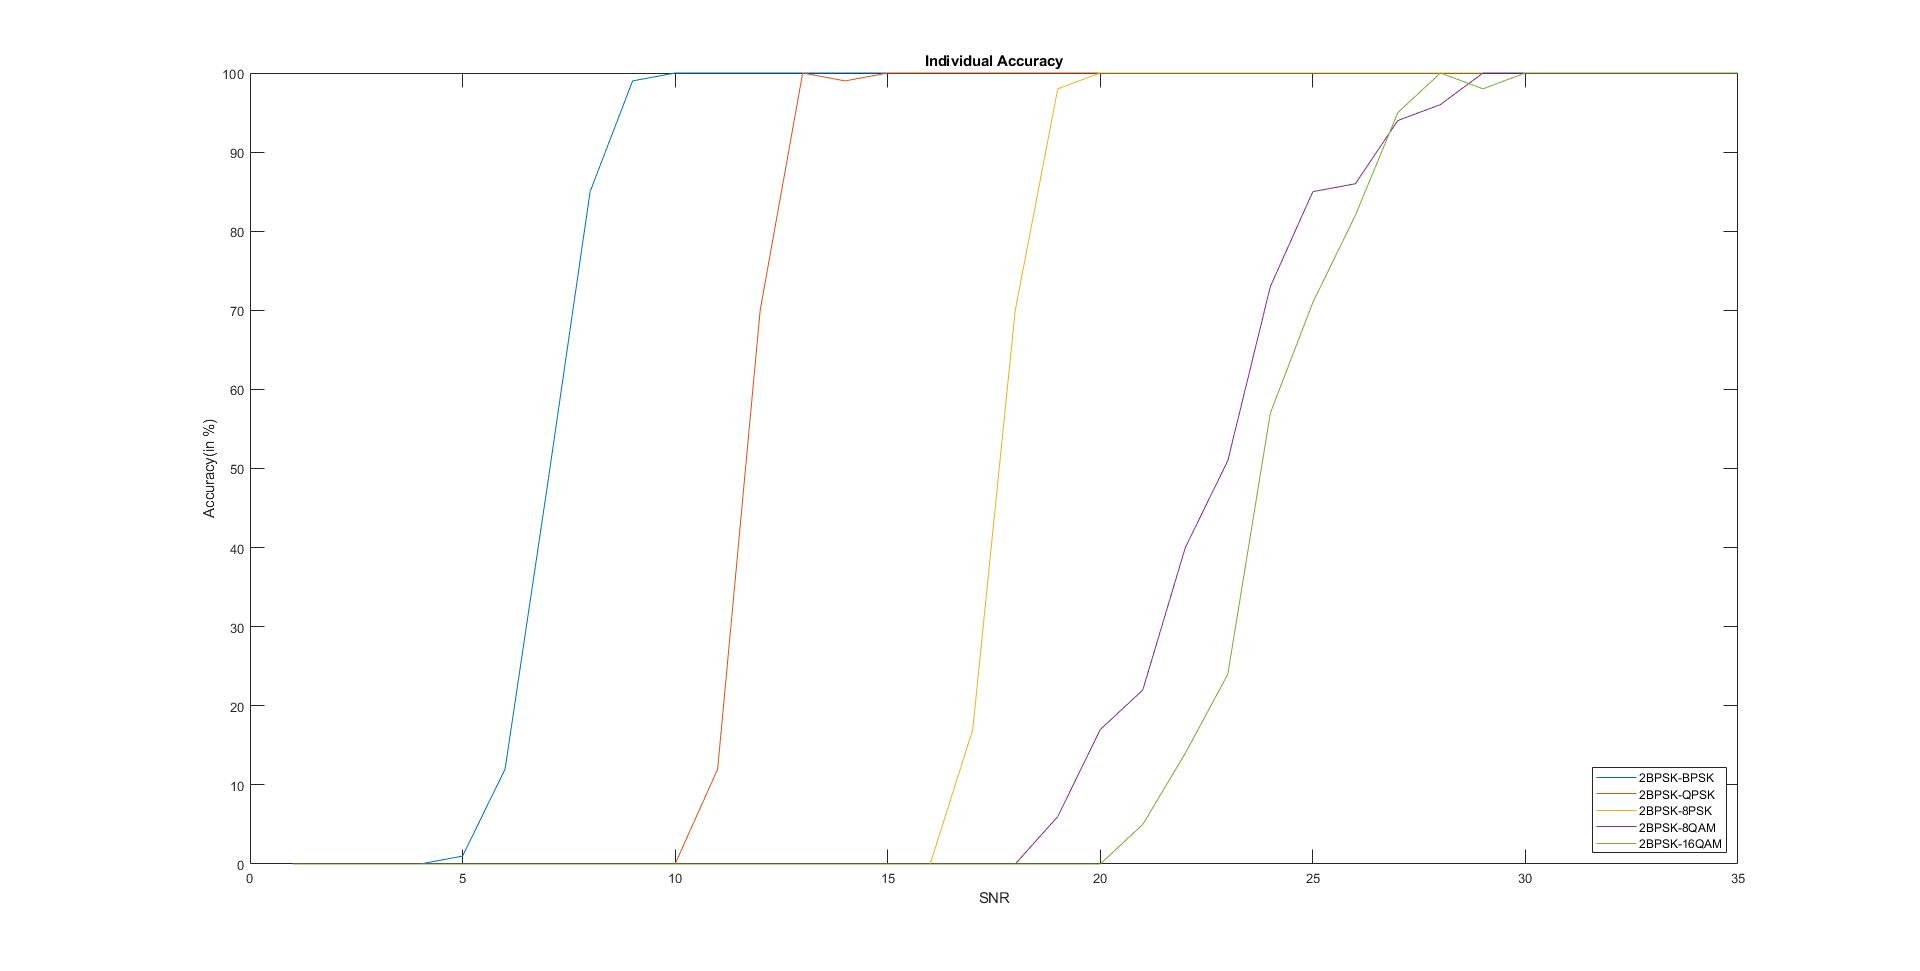 Individual Accuracy
100
90
80
70
60
50
40
30
20
10
0
Accuracy(in %)
0 5 10 15 20 25 30 35
SNR
2BPSK-BPSK
2BPSK-QPSK
2BPSK-8PSK
2BPSK-8QAM
2BPSK-16QAM